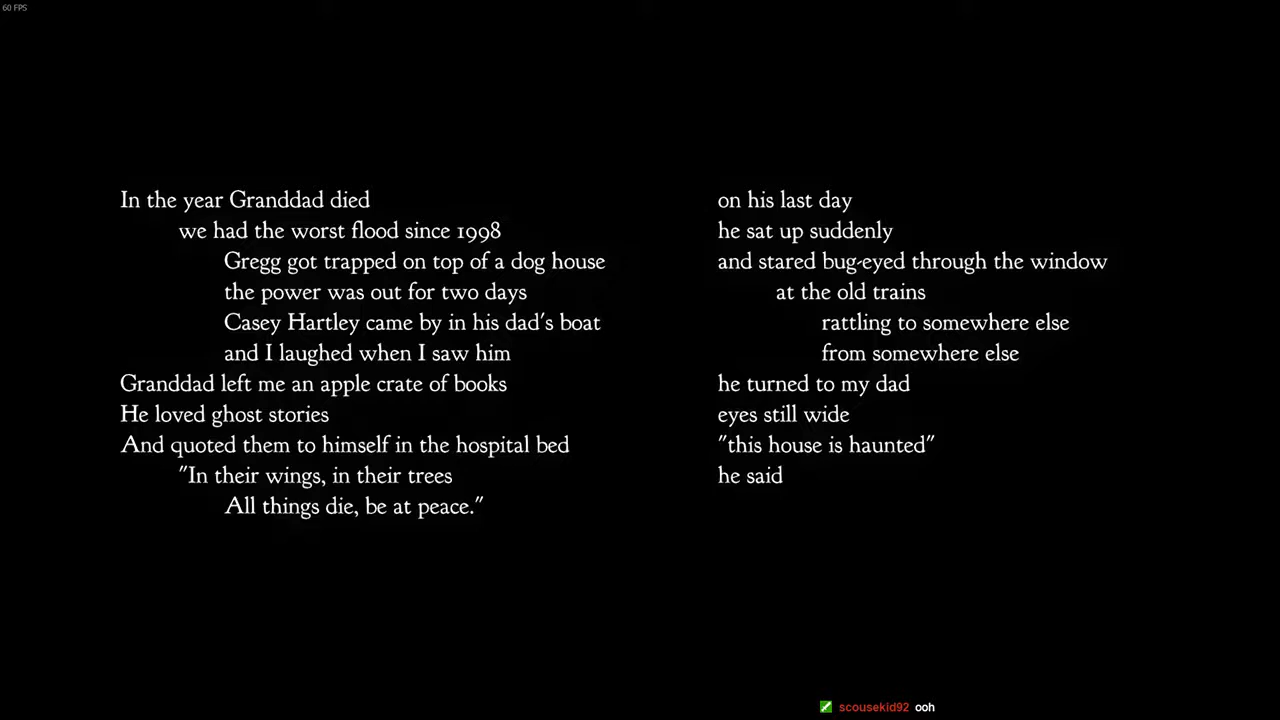 60 FPS
In the year Granddad died
we had the worst flood since 1998
Gregg got trapped on top of a dog house
the power was out for two days
Casey Hartley came by in his dad's boat
and I laughed when I saw him
Granddad left me an apple crate of books
He loved ghost stories
And quoted them to himself in the hospital bed
"In their wings, in their trees
All things die, be at peace."
on his last day
he sat up suddenly
and stared bug-eyed through the window
at the old trains
rattling to somewhere else
from somewhere else
he turned to my dad
eyes still wide
"this house is haunted"
he said
scousekid92 ooh